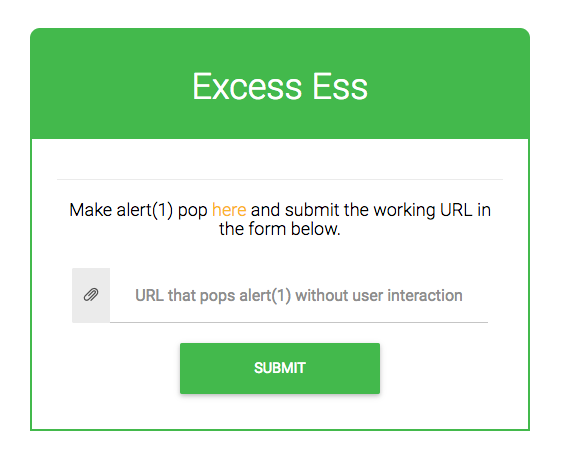 Excess Ess
Make alert(1) pop here and submit the working URL in
the form below.
URL that pops alert(1) without user interaction
SUBMIT